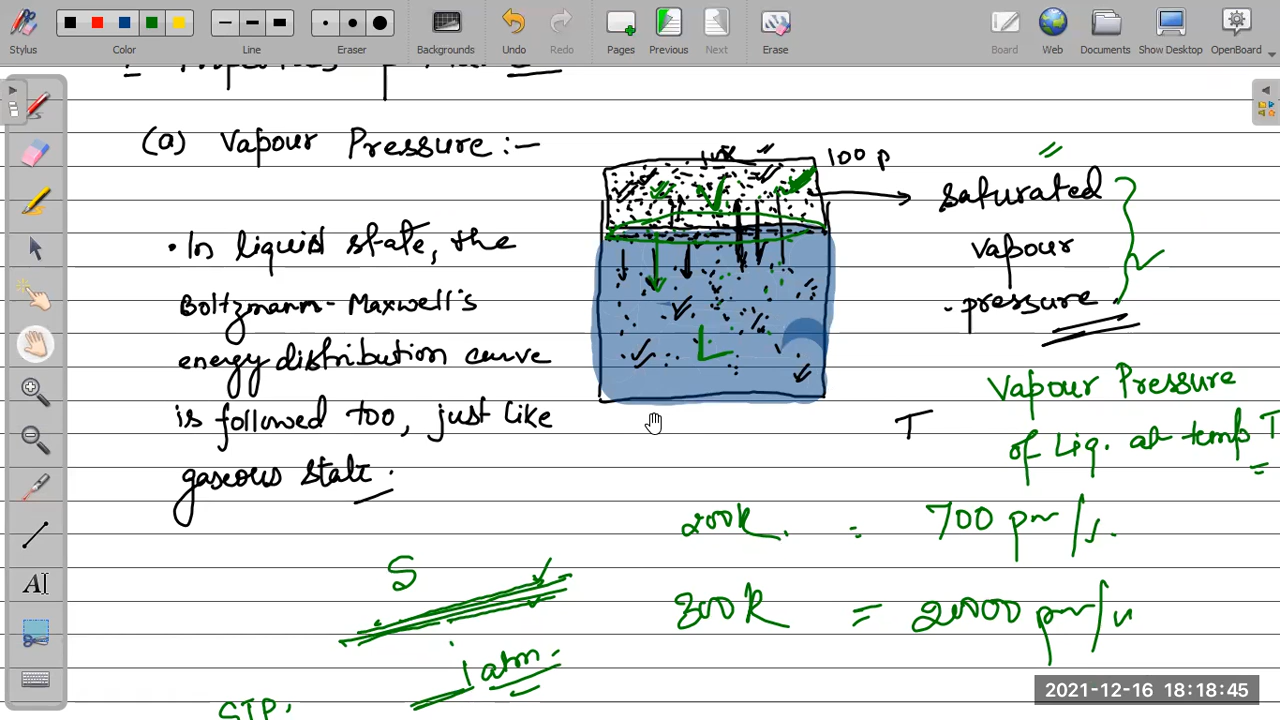 Stylus
Color
Line
Eraser
Backgrounds
Undo
Redo
Pages
Previous
Next
Erase
Board
Web
Documents
Show Desktop
OpenBoard
(a) Vapour Pressure :-
100 p
saturated
vapour
pressure
• In liquid state, the
Boltzmann-Maxwell's
energy distribution curve
is followed too, just like
gaseous state.
L
T
Vapour Pressure
of Liq. at temp T
200k. = 700
300k =
S
1 atm.
STP.
AI
2021-12-16 18:18:45